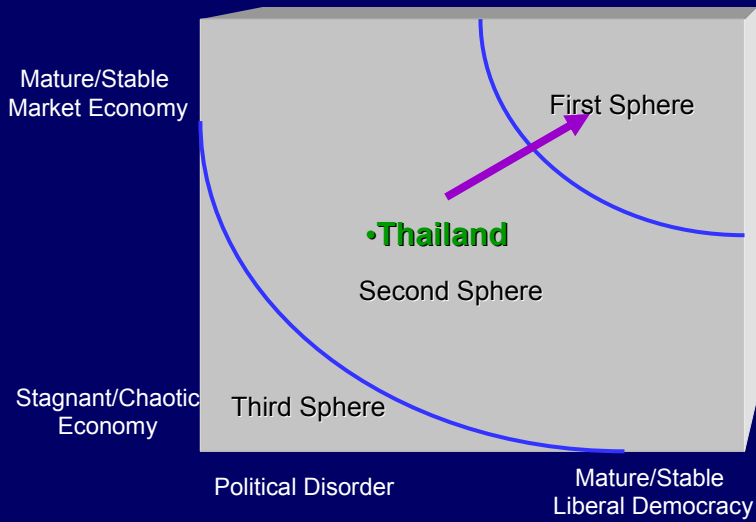 Mature/Stable
Market Economy
First Sphere
•Thailand
Second Sphere
Stagnant/Chaotic
Economy
Third Sphere
Political Disorder
Mature/Stable
Liberal Democracy